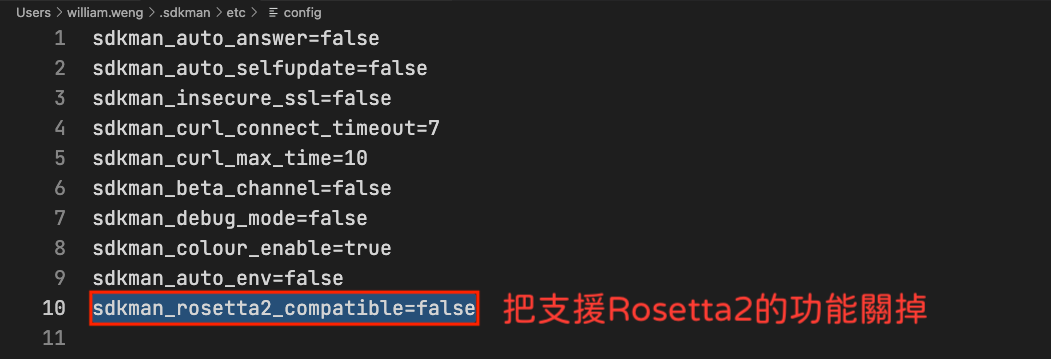 Users > william.weng > .sdkman > etc > config
1 sdkman_auto_answer=false
2 sdkman_auto_selfupdate=false
3 sdkman_insecure_ssl=false
4 sdkman_curl_connect_timeout=7
5 sdkman_curl_max_time=10
6 sdkman_beta_channel=false
7 sdkman_debug_mode=false
8 sdkman_colour_enable=true
9 sdkman_auto_env=false
10 sdkman_rosetta2_compatible=false 把支援Rosetta2的功能關掉
11